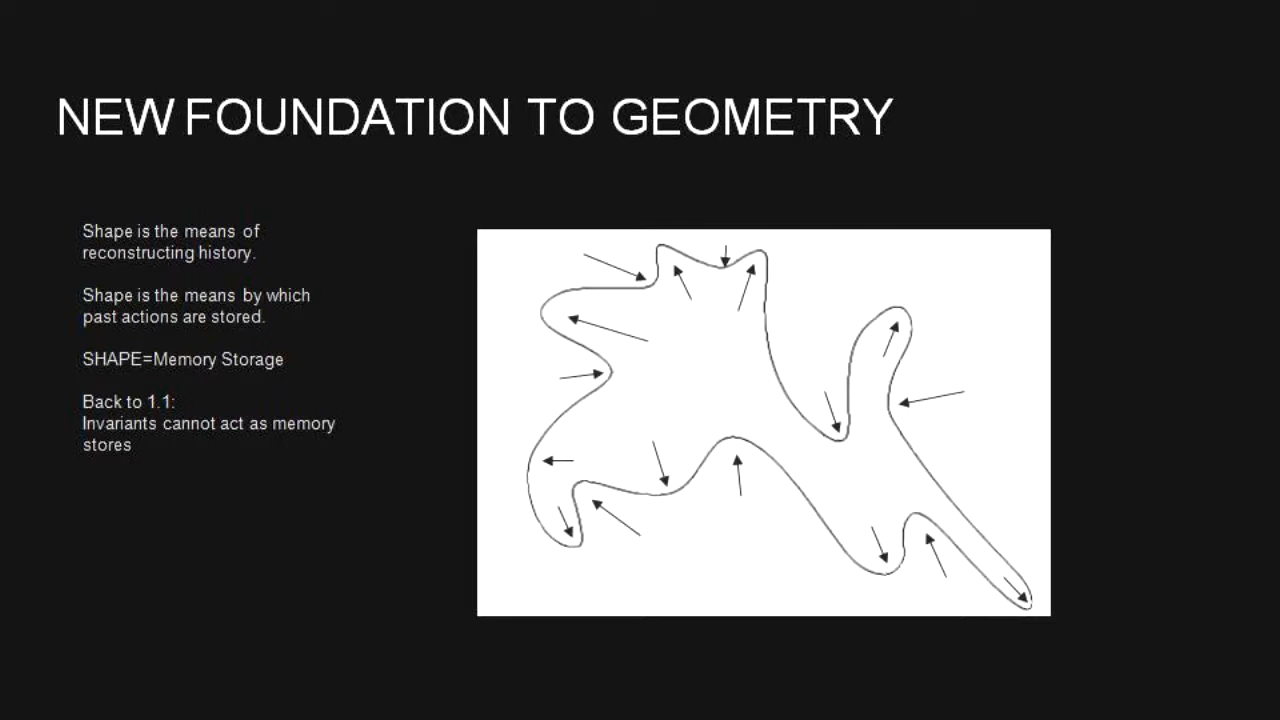 NEW FOUNDATION TO GEOMETRY
Shape is the means of
reconstructing history.
Shape is the means by which
past actions are stored.
SHAPE=Memory Storage
Back to 1.1:
Invariants cannot act as memory
stores